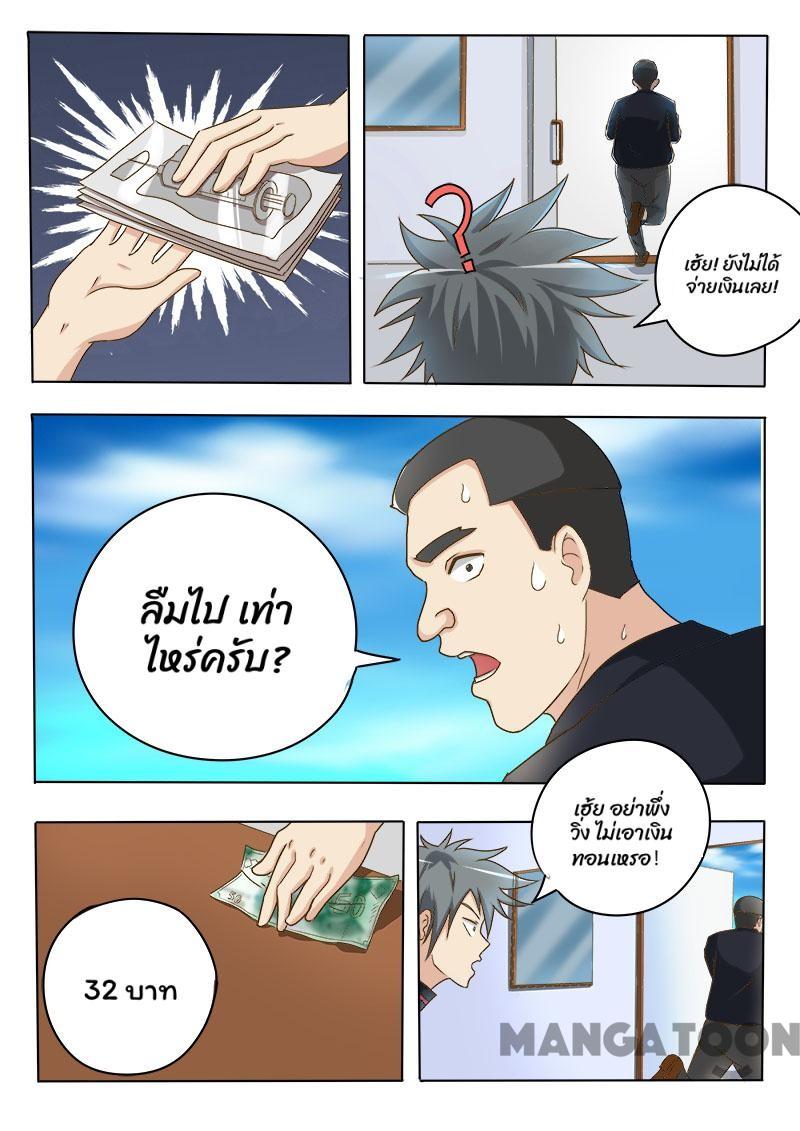 ?
เฮ้ย! ยังไม่ได้
จ่ายเงินเลย!
ลืมไป เท่า
ไหร่ครับ?
50
50
32 บาท
เฮ้ย อย่าพึ่ง
วิ่ง ไม่เอาเงิน
ทอนเหรอ!
MANGATOON